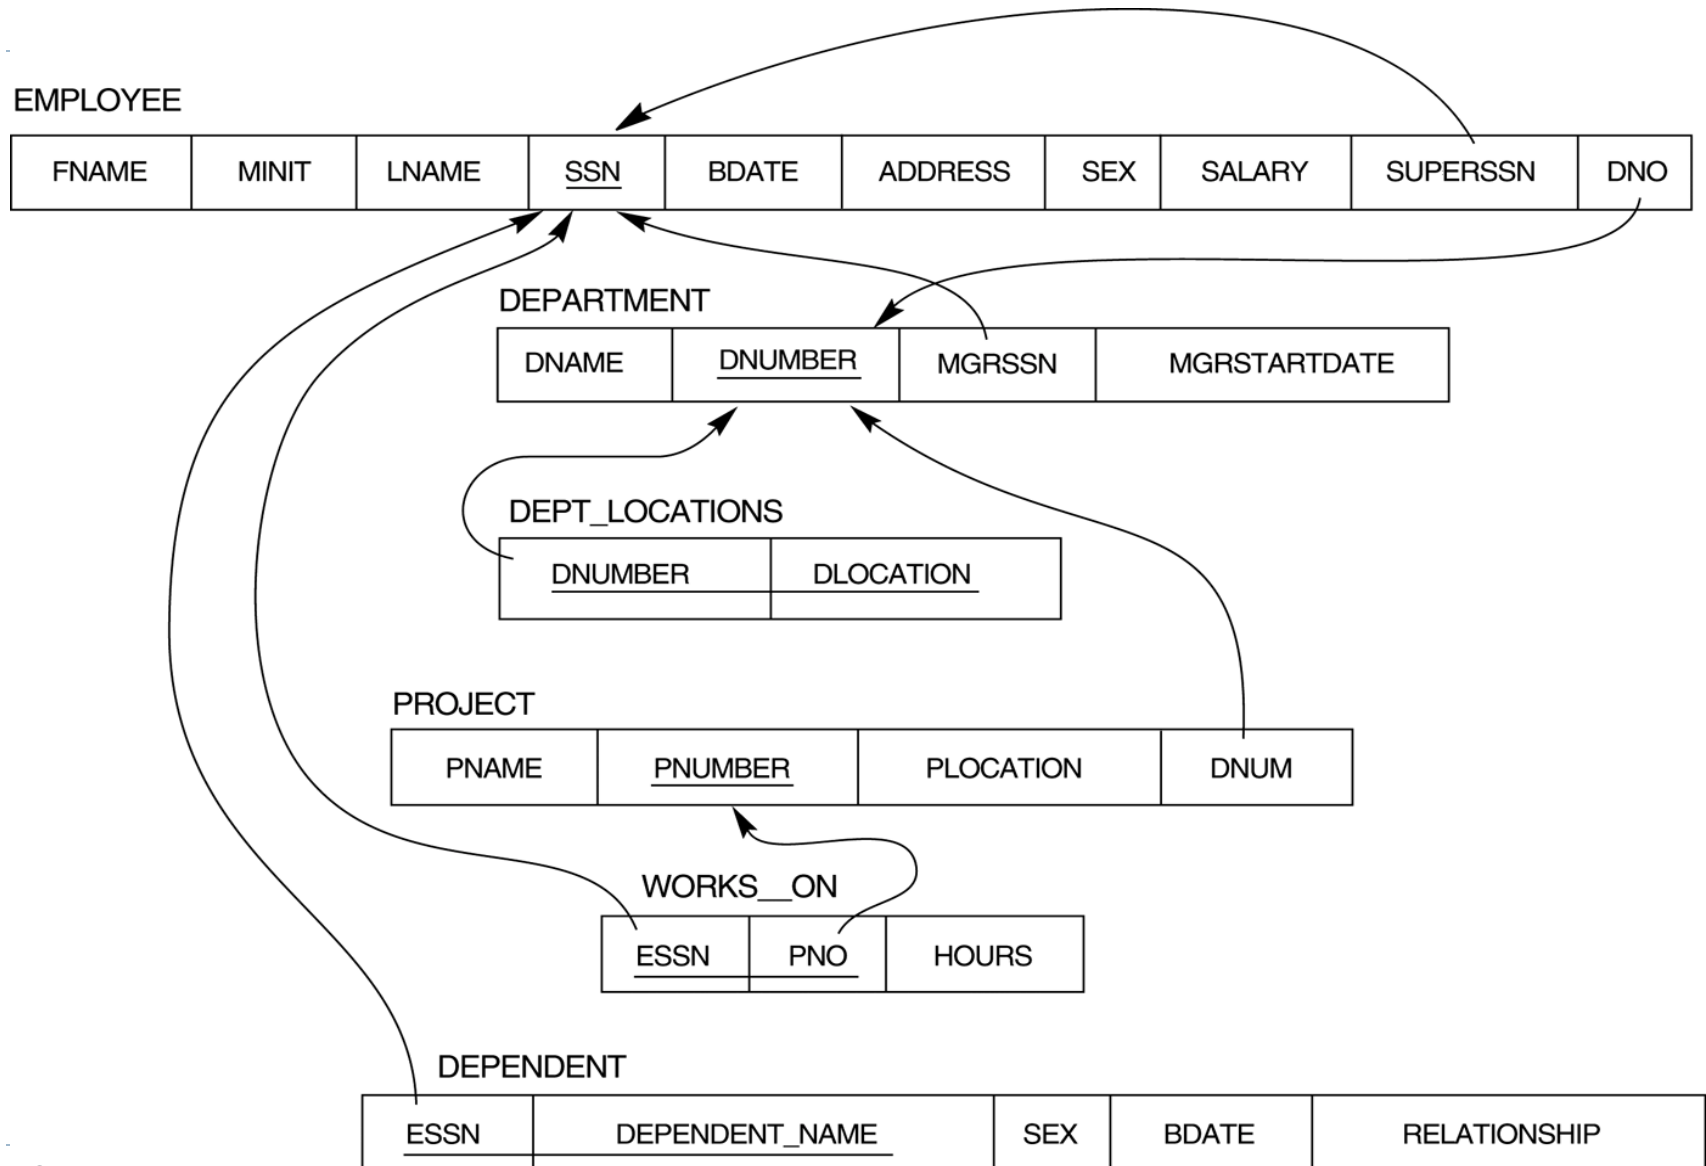 EMPLOYEE
FNAME MINIT LNAME SSN BDATE ADDRESS SEX SALARY SUPERSSN DNO
DEPARTMENT
DNAME DNUMBER MGRSSN MGRSTARTDATE
DEPT_LOCATIONS
DNUMBER DLOCATION
PROJECT
PNAME PNUMBER PLOCATION DNUM
WORKS__ON
ESSN PNO HOURS
DEPENDENT
ESSN DEPENDENT_NAME SEX BDATE RELATIONSHIP